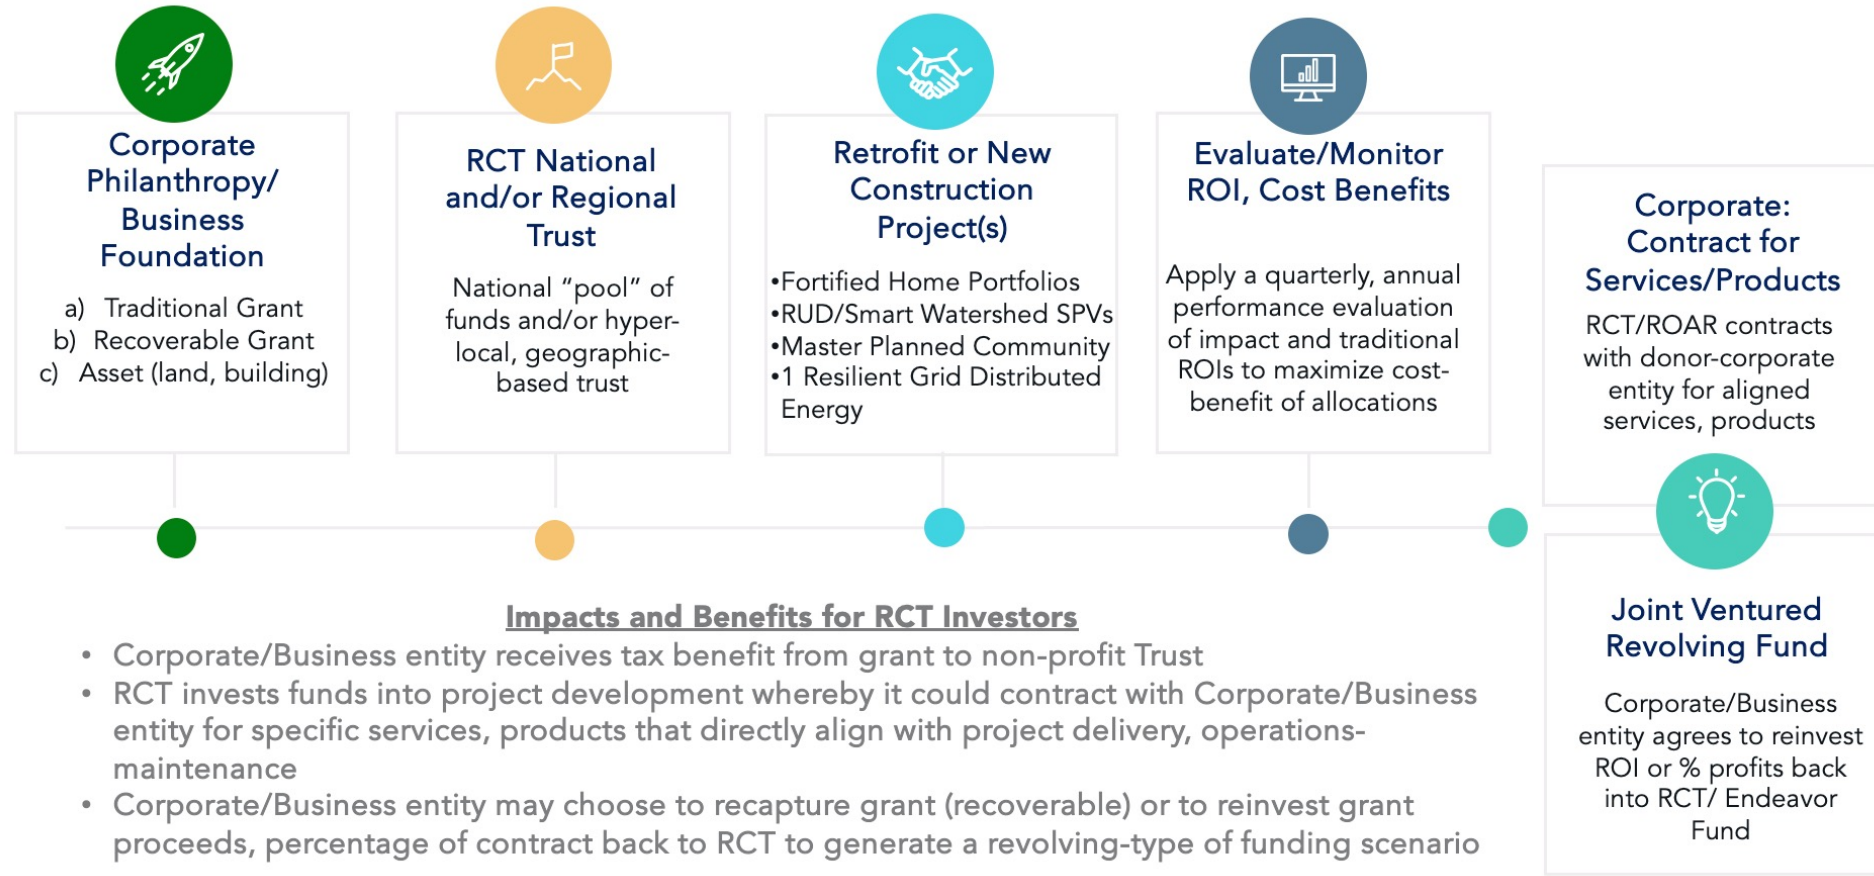 Corporate
Philanthropy/
Business
Foundation
a) Traditional Grant
b) Recoverable Grant
c) Asset (land, building)
RCT National
and/or Regional
Trust
National “pool” of
funds and/or hyper-
local, geographic-
based trust
Retrofit or New
Construction
Project(s)
•Fortified Home Portfolios
•RUD/Smart Watershed SPVs
•Master Planned Community
•1 Resilient Grid Distributed
Energy
Evaluate/Monitor
ROI, Cost Benefits
Apply a quarterly, annual
performance evaluation
of impact and traditional
ROIs to maximize cost-
benefit of allocations
Corporate:
Contract for
Services/Products
RCT/ROAR contracts
with donor-corporate
entity for aligned
services, products
Joint Ventured
Revolving Fund
Corporate/Business
entity agrees to reinvest
ROI or % profits back
into RCT/ Endeavor
Fund
Impacts and Benefits for RCT Investors
• Corporate/Business entity receives tax benefit from grant to non-profit Trust
• RCT invests funds into project development whereby it could contract with Corporate/Business
entity for specific services, products that directly align with project delivery, operations-
maintenance
• Corporate/Business entity may choose to recapture grant (recoverable) or to reinvest grant
proceeds, percentage of contract back to RCT to generate a revolving-type of funding scenario